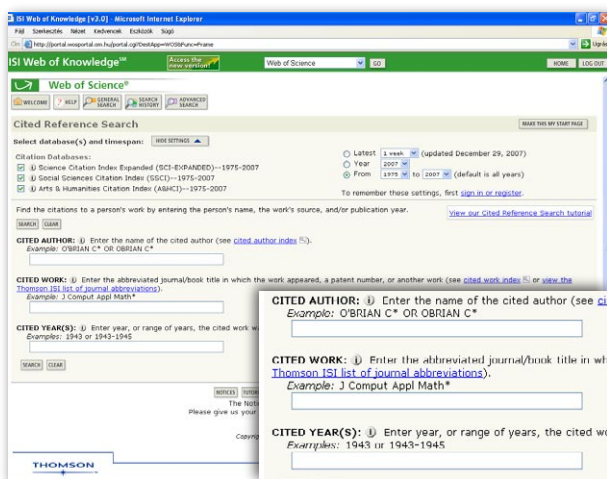 ISI Web of Knowledge [v3.0] - Microsoft Internet Explorer
Fájl Szerkesztés Nézet Kedvencek Eszközök Súgó
http://portal.isiknowledge.com/portal.cgi?DestApp=WOS&Func=Frame
ISI Web of Knowledge℠ Access the new version! Web of Science GO HOME LOG OUT
Web of Science®
WELCOME ? HELP GENERAL SEARCH SEARCH HISTORY ADVANCED SEARCH
Cited Reference Search MAKE THIS MY START PAGE
Select database(s) and timespan: HIDE SETTINGS
Citation Databases:
Science Citation Index Expanded (SCI-EXPANDED)--1975-2007
Social Sciences Citation Index (SSCI)--1975-2007
Arts & Humanities Citation Index (A&HCI)--1975-2007
Latest 1 week (updated December 29, 2007)
Year 2007
From 1975 to 2007 (default is all years)
To remember these settings, first sign in or register.
Find the citations to a person's work by entering the person's name, the work's source, and/or publication year.
View our Cited Reference Search tutorial
SEARCH CLEAR
CITED AUTHOR: Enter the name of the cited author (see cited author index).
Example: O'BRIAN C* OR OBRIAN C*
CITED WORK: Enter the abbreviated journal/book title in which the work appeared, a patent number, or another work (see cited work index or view the
Thomson ISI list of journal abbreviations).
Example: J Comput Appl Math*
CITED YEAR(S): Enter year, or range of years, the cited work w
Examples: 1943 or 1943-1945
SEARCH CLEAR
NOTICES
The Noti
Please give us your
Copyrig
THOMSON
CITED AUTHOR: Enter the name of the cited author (see ci
Example: O'BRIAN C* OR OBRIAN C*
CITED WORK: Enter the abbreviated journal/book title in wh
Thomson ISI list of journal abbreviations).
Example: J Comput Appl Math*
CITED YEAR(S): Enter year, or range of years, the cited wo
Examples: 1943 or 1943-1945